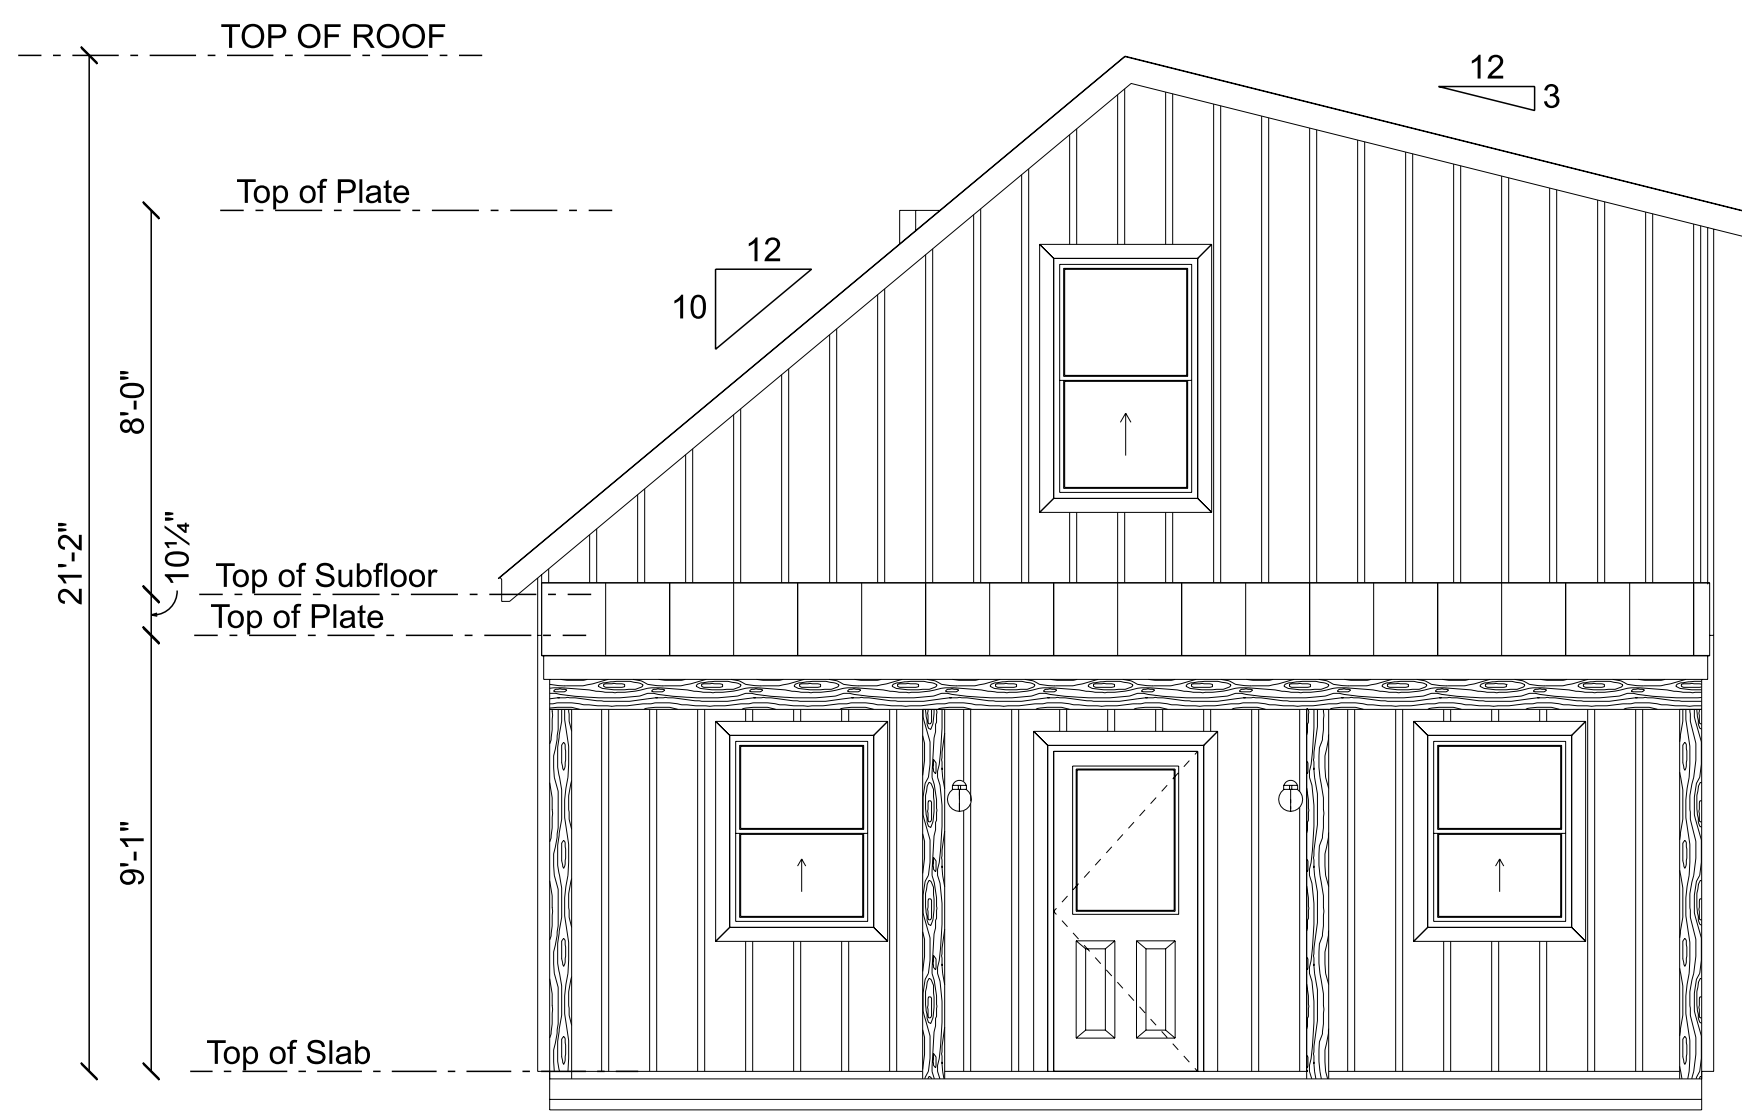 TOP OF ROOF
12
3
Top of Plate
12
10
8'-0"
21'-2"
10¼"
Top of Subfloor
Top of Plate
9'-1"
Top of Slab